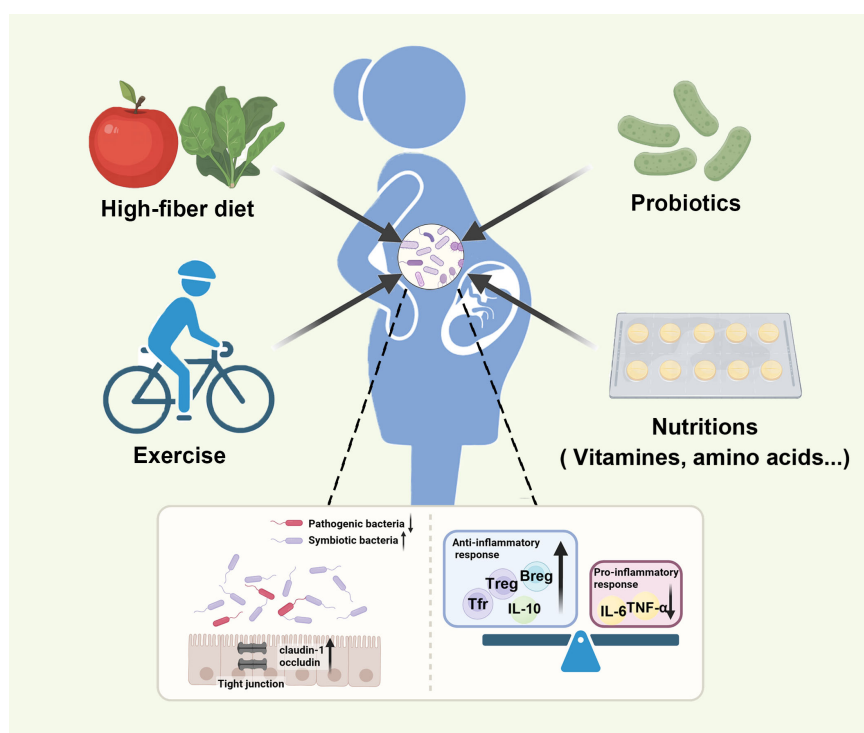 High-fiber diet
Probiotics
Exercise
Nutritions
( Vitamines, amino acids...)
Pathogenic bacteria
Symbiotic bacteria
claudin-1
occludin
Tight junction
Anti-inflammatory
response
Treg
Breg
Tfr
IL-10
Pro-inflammatory
response
IL-6
TNF-α